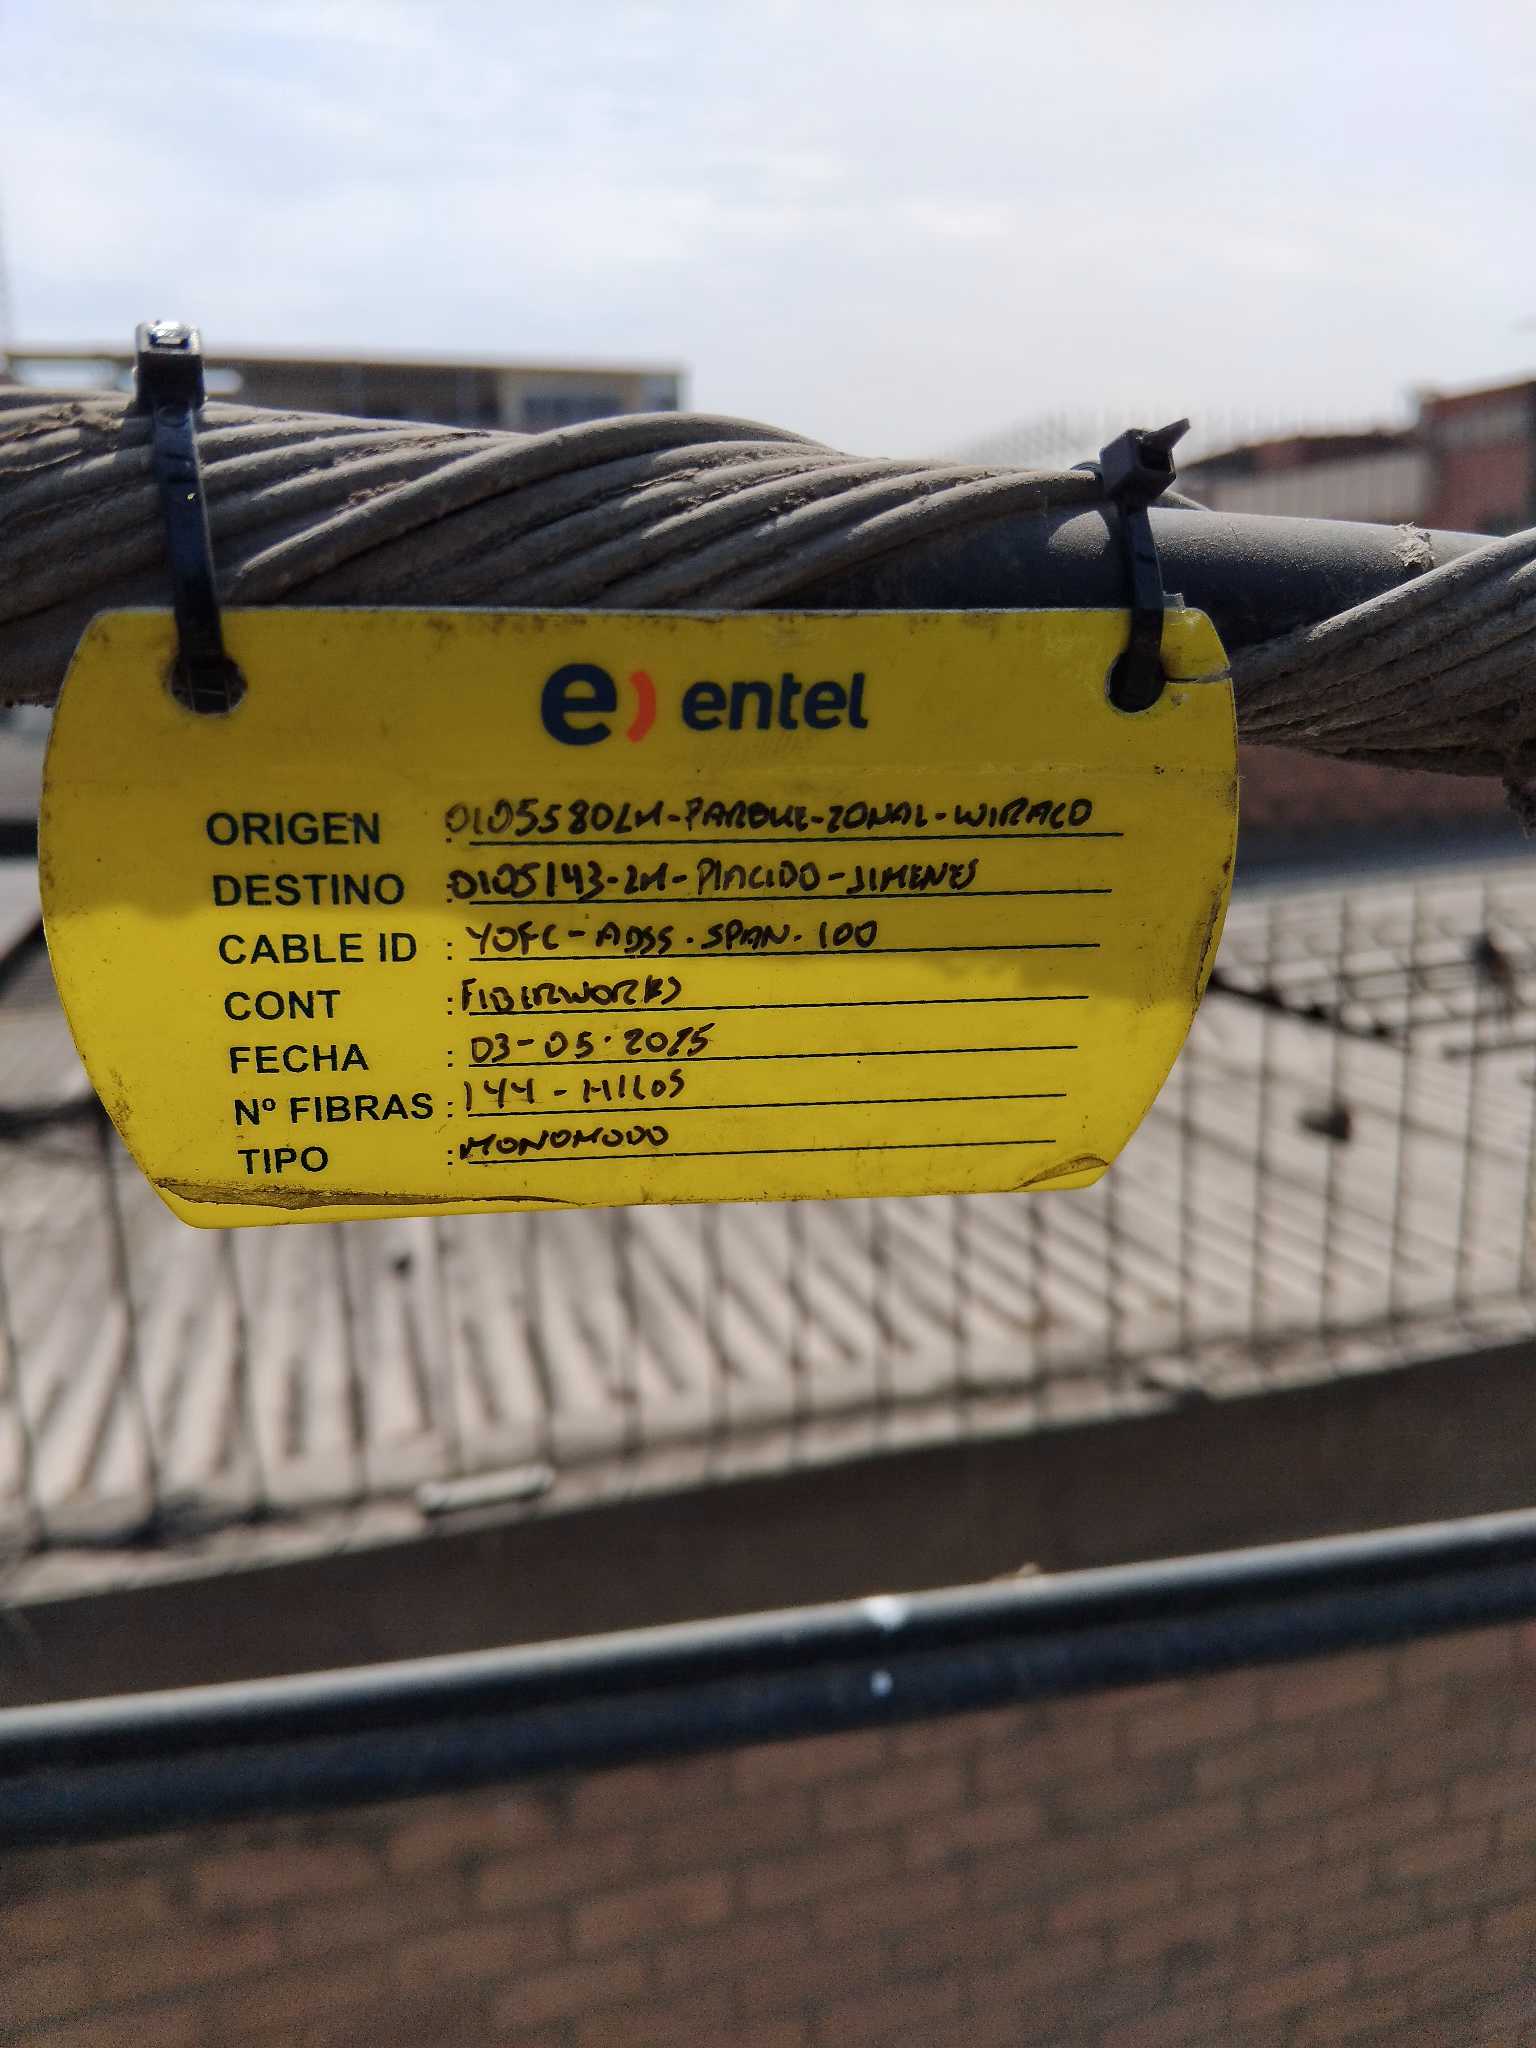 e) entel
ORIGEN : 0105580LM-PARQUE-ZONAL-WIRACO
DESTINO : 0105143-LM-PLACIDO-JIMENES
CABLE ID : YOFC-ADSS.SPAN.100
CONT : FIBERWORKS
FECHA : 03-05-2025
Nº FIBRAS : 144-HILOS
TIPO : MONOMODO